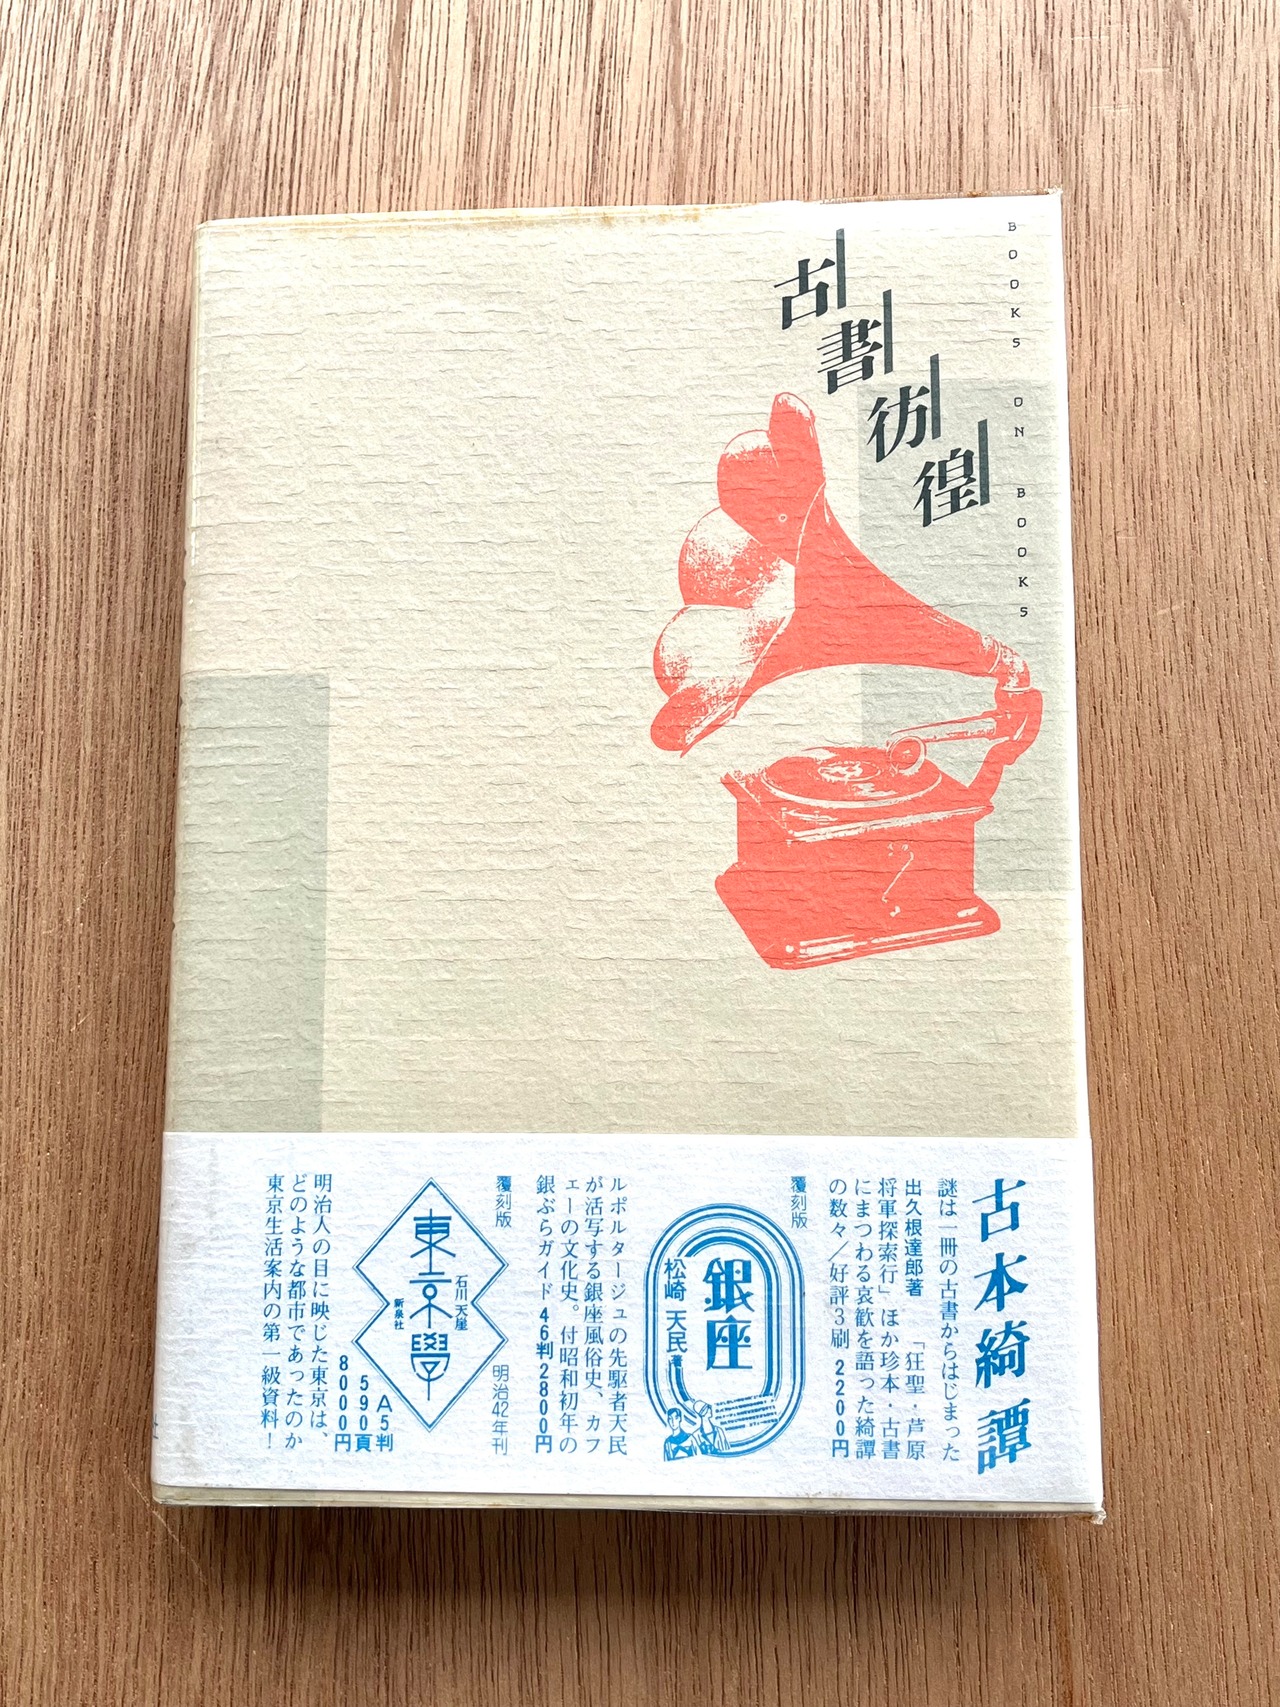 古書彷徨
BOOKS ON BOOKS
古本綺譚
謎は一冊の古書からはじまった
出久根達郎著 「狂聖・芦原
将軍探索行」ほか珍本・古書
にまつわる哀歓を語った綺譚
の数々／好評3刷 2200円
覆刻版
銀座
松崎 天民著
ルポルタージュの先駆者天民
が活写する銀座風俗史、カフ
ェーの文化史。付昭和初年の
銀ぶらガイド 46判2800円
覆刻版
明治42年刊
石川天崖
東京學
新泉社
A5判
590頁
8000円
明治人の目に映じた東京は、
どのような都市であったのか
東京生活案内の第一級資料！